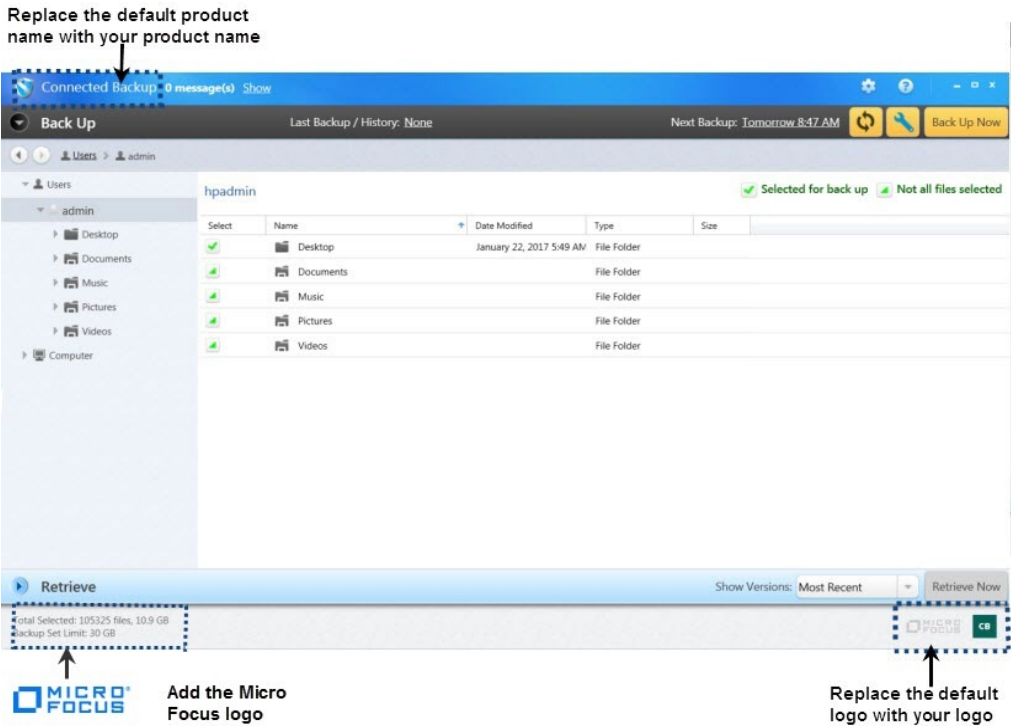 Replace the default product
name with your product name
Connected Backup 0 message(s) Show
Back Up Last Backup / History: None Next Backup: Tomorrow 8:47 AM Back Up Now
Users > admin
Users
admin
Desktop
Documents
Music
Pictures
Videos
Computer
hpadmin Selected for back up Not all files selected
Select Name Date Modified Type Size
Desktop January 22, 2017 5:49 AM File Folder
Documents File Folder
Music File Folder
Pictures File Folder
Videos File Folder
Retrieve Show Versions: Most Recent Retrieve Now
Total Selected: 105325 files, 10.9 GB
Backup Set Limit: 30 GB
MICRO
FOCUS
CB
MICRO
FOCUS
Add the Micro
Focus logo
Replace the default
logo with your logo